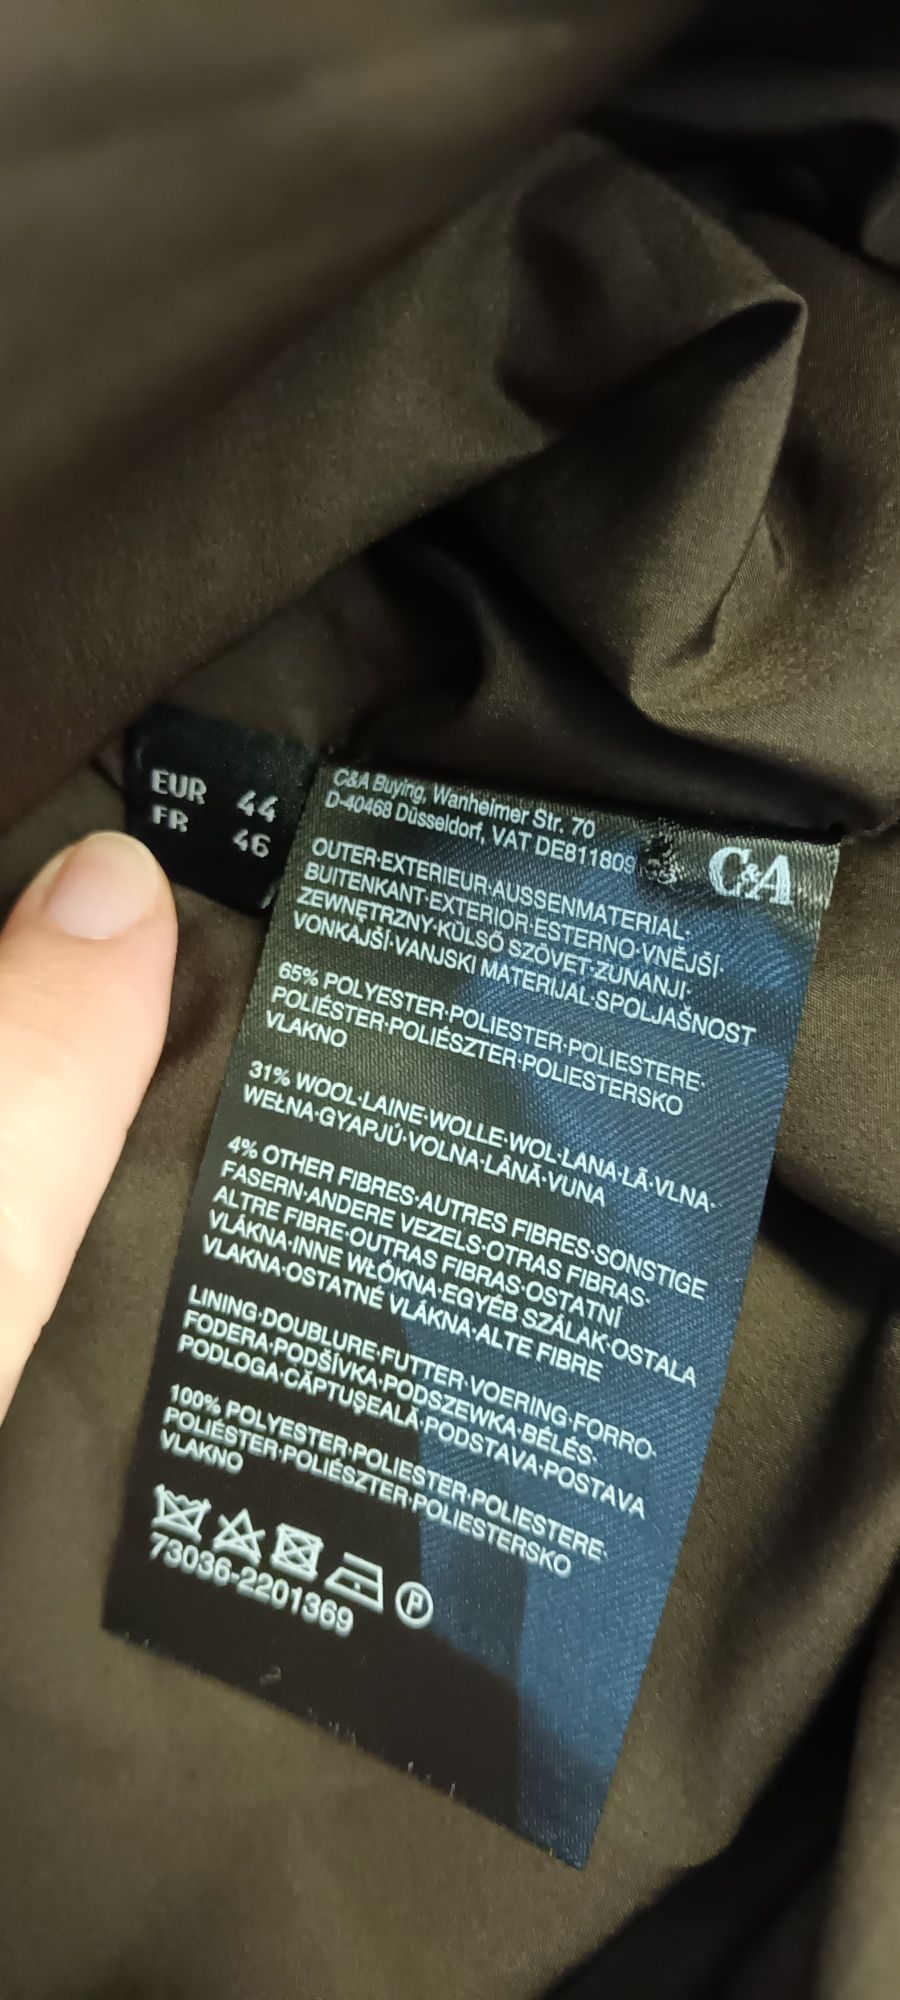 EUR 44
FR 46
C&A Buying, Wanheimer Str. 70
D-40468 Düsseldorf, VAT DE811809
C&A
OUTER·EXTERIEUR·AUSSENMATERIAL·
BUITENKANT·EXTERIOR·ESTERNO·VNĚJŠÍ·
ZEWNĘTRZNY·KÜLSŐ SZÖVET·ZUNANJI·
VONKAJŠÍ·VANJSKI MATERIJAL·SPOLJAŠNOST
65% POLYESTER·POLIESTER·POLIESTERE·
POLIÉSTER·POLIÉSZTER·POLIESTERSKO
VLAKNO
31% WOOL·LAINE·WOLLE·WOL·LANA·LÃ·VLNA·
WEŁNA·GYAPJÚ·VOLNA·LÂNĂ·VUNA
4% OTHER FIBRES·AUTRES FIBRES·SONSTIGE
FASERN·ANDERE VEZELS·OTRAS FIBRAS·
ALTRE FIBRE·OUTRAS FIBRAS·OSTATNÍ
VLÁKNA·INNE WŁÓKNA·EGYÉB SZÁLAK·OSTALA
VLAKNA·OSTATNÉ VLÁKNA·ALTE FIBRE
LINING·DOUBLURE·FUTTER·VOERING·FORRO·
FODERA·PODŠÍVKA·PODSZEWKA·BÉLÉS·
PODLOGA·CĂPTUȘEALĂ·PODSTAVA·POSTAVA
100% POLYESTER·POLIESTER·POLIESTERE·
POLIÉSTER·POLIÉSZTER·POLIESTERSKO
VLAKNO
P
73036-2201369